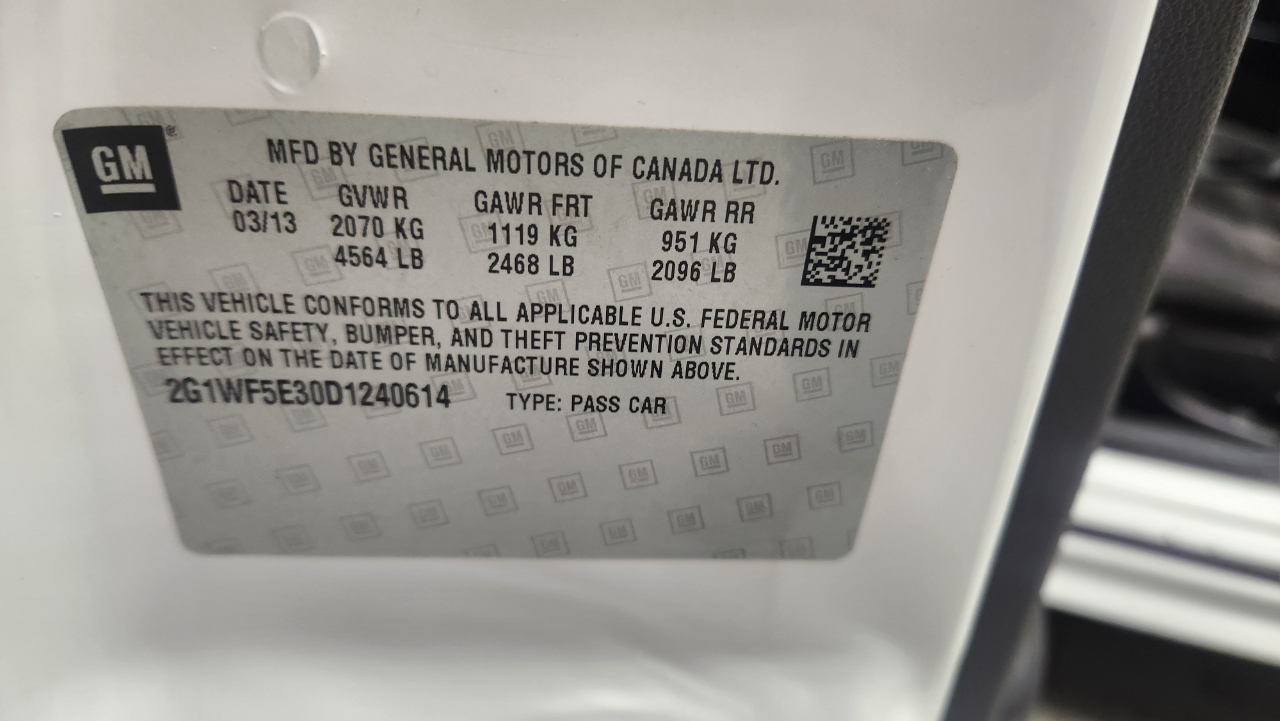 GM
MFD BY GENERAL MOTORS OF CANADA LTD.
DATE GVWR GAWR FRT GAWR RR
03/13 2070 KG 1119 KG 951 KG
4564 LB 2468 LB 2096 LB
THIS VEHICLE CONFORMS TO ALL APPLICABLE U.S. FEDERAL MOTOR
VEHICLE SAFETY, BUMPER, AND THEFT PREVENTION STANDARDS IN
EFFECT ON THE DATE OF MANUFACTURE SHOWN ABOVE.
2G1WF5E30D1240614 TYPE: PASS CAR